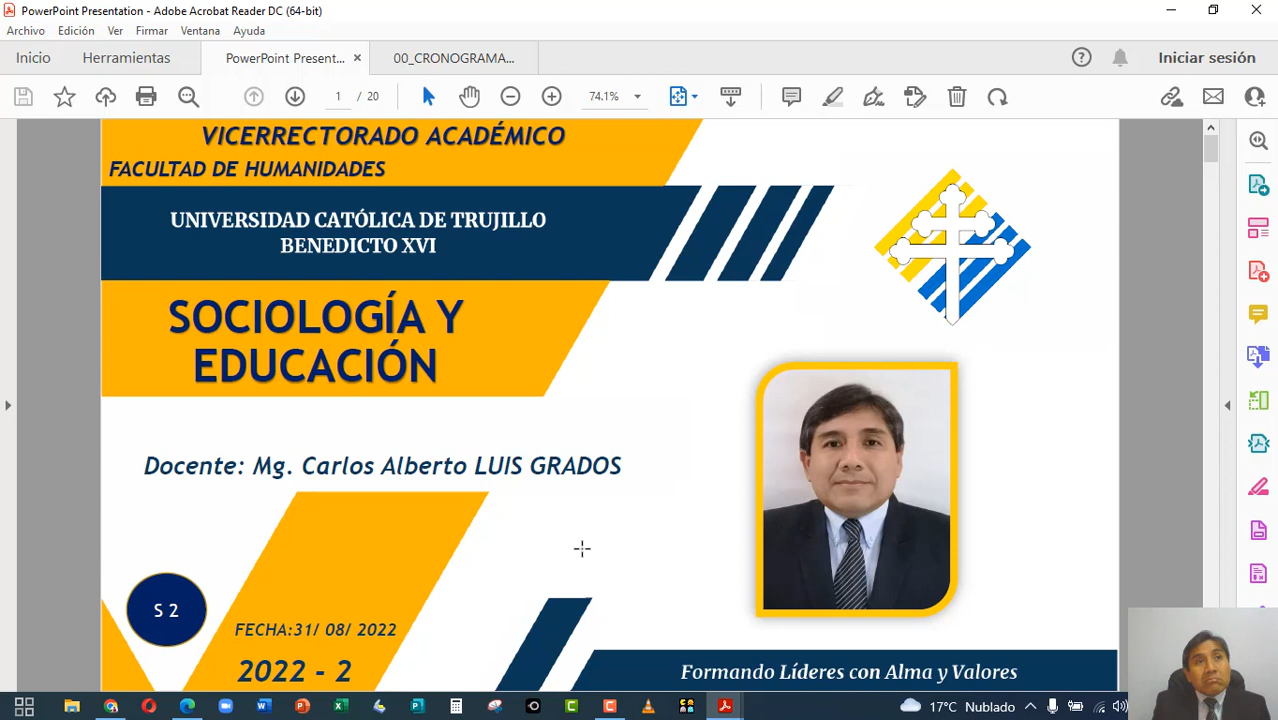 PowerPoint Presentation - Adobe Acrobat Reader DC (64-bit)
Archivo Edición Ver Firmar Ventana Ayuda
Inicio Herramientas PowerPoint Present... × 00_CRONOGRAMA... Iniciar sesión
1 / 20 74.1%
VICERRECTORADO ACADÉMICO
FACULTAD DE HUMANIDADES
UNIVERSIDAD CATÓLICA DE TRUJILLO
BENEDICTO XVI
SOCIOLOGÍA Y
EDUCACIÓN
Docente: Mg. Carlos Alberto LUIS GRADOS
S 2
FECHA:31/ 08/ 2022
2022 - 2
Formando Líderes con Alma y Valores
17°C Nublado